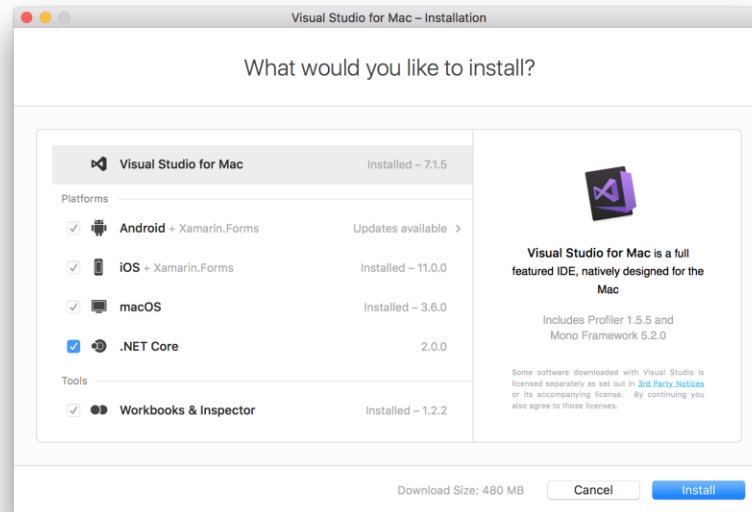 Visual Studio for Mac – Installation
What would you like to install?
Visual Studio for Mac Installed – 7.1.5
Platforms
Android + Xamarin.Forms Updates available >
iOS + Xamarin.Forms Installed – 11.0.0
macOS Installed – 3.6.0
.NET Core 2.0.0
Tools
Workbooks & Inspector Installed – 1.2.2
Visual Studio for Mac is a full
featured IDE, natively designed for the
Mac
Includes Profiler 1.5.5 and
Mono Framework 5.2.0
Some software downloaded with Visual Studio is
licensed separately as set out in 3rd Party Notices
or its accompanying license. By continuing you
also agree to those licenses.
Download Size: 480 MB Cancel Install